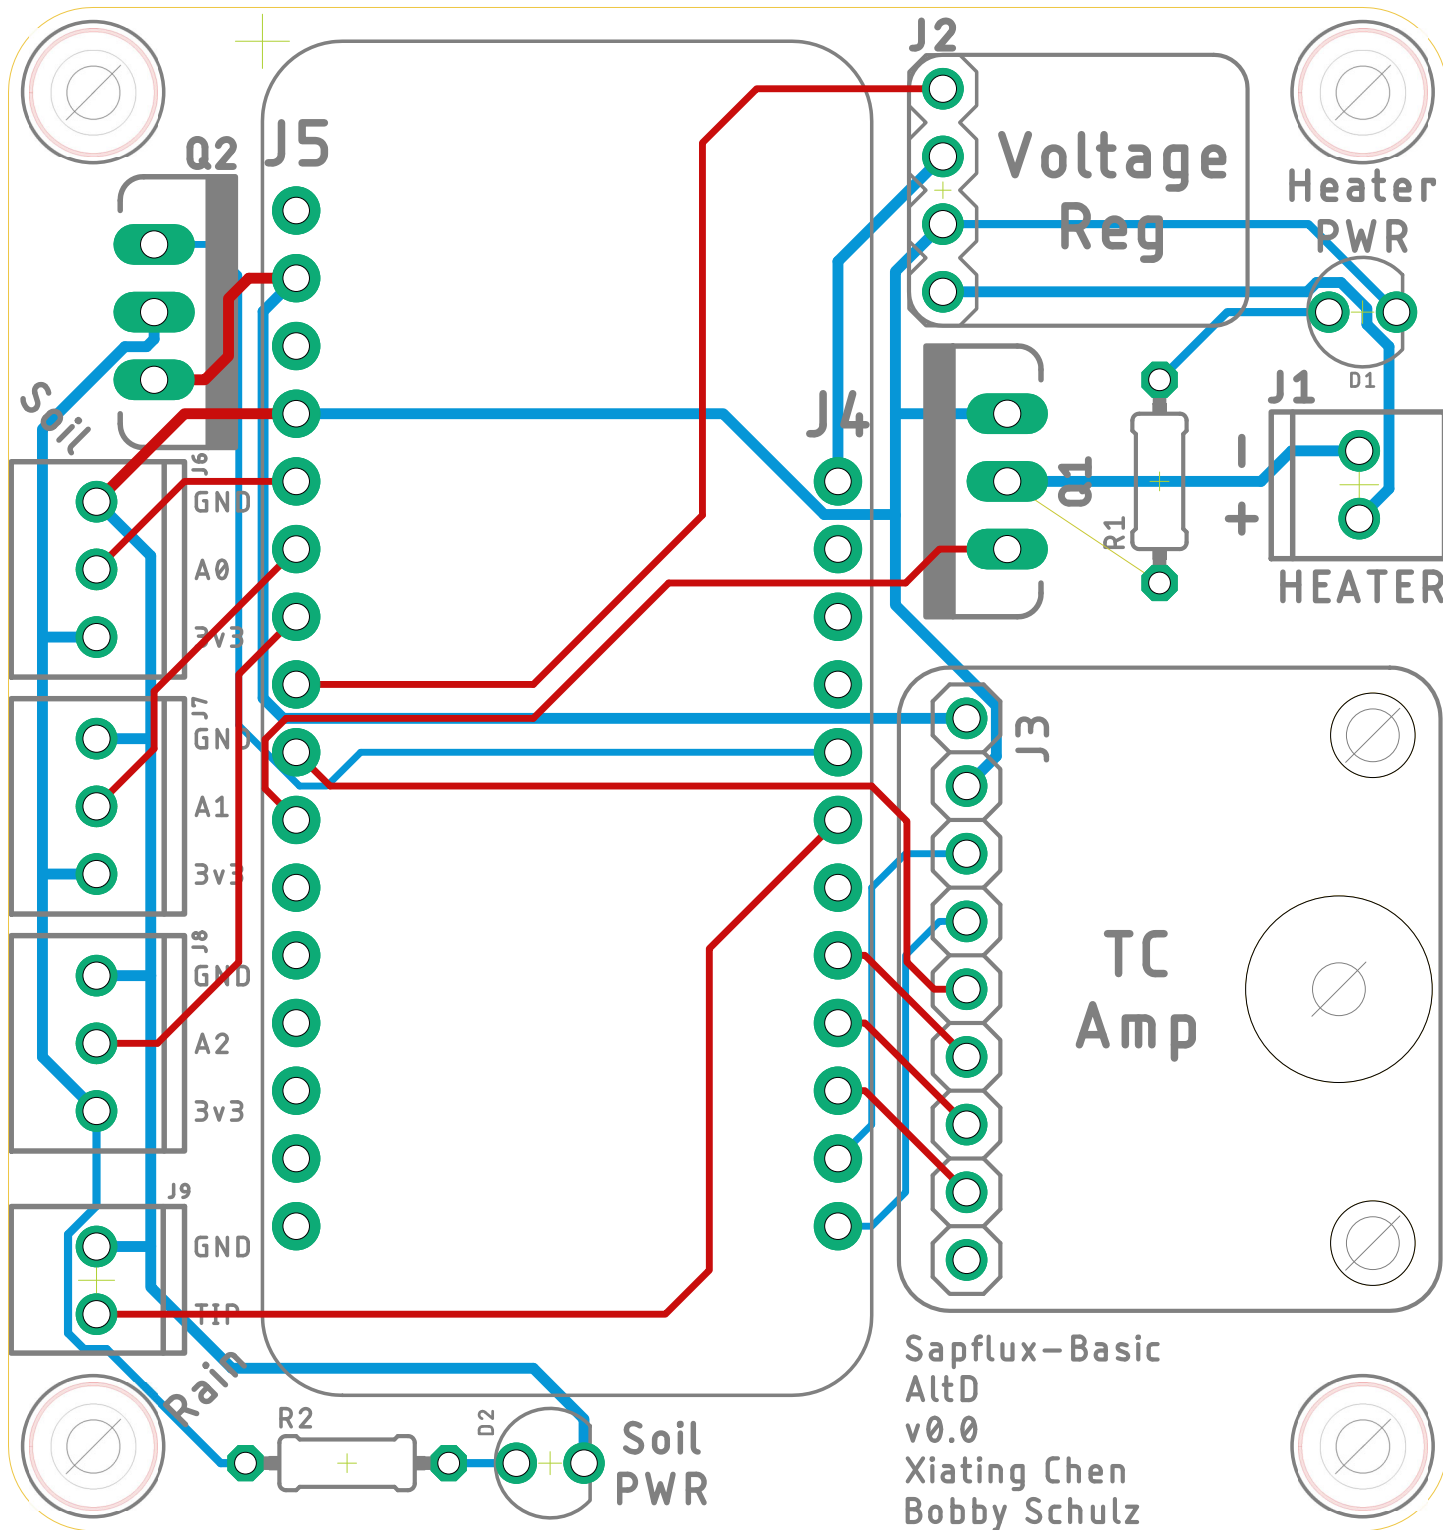 J2
Q2
J5
Voltage
Reg
Heater
PWR
D1
J1
J4
Soil
J6
GND
A0
3v3
Q1
R1
−
+
HEATER
J7
GND
A1
3v3
J3
J8
GND
A2
3v3
TC
Amp
J9
GND
TIP
Rain
R2
D2
Soil
PWR
Sapflux-Basic
AltD
v0.0
Xiating Chen
Bobby Schulz